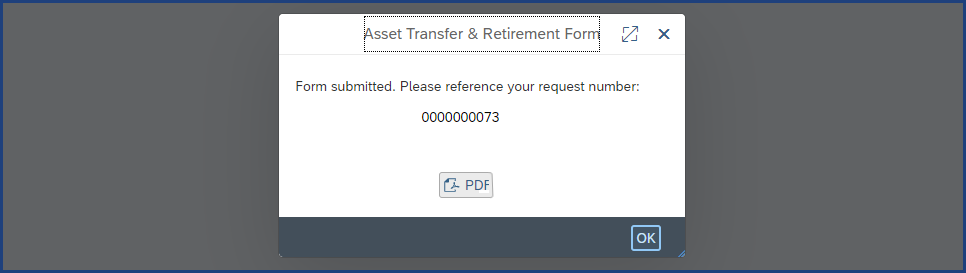 Asset Transfer & Retirement Form
Form submitted. Please reference your request number:
0000000073
PDF
OK